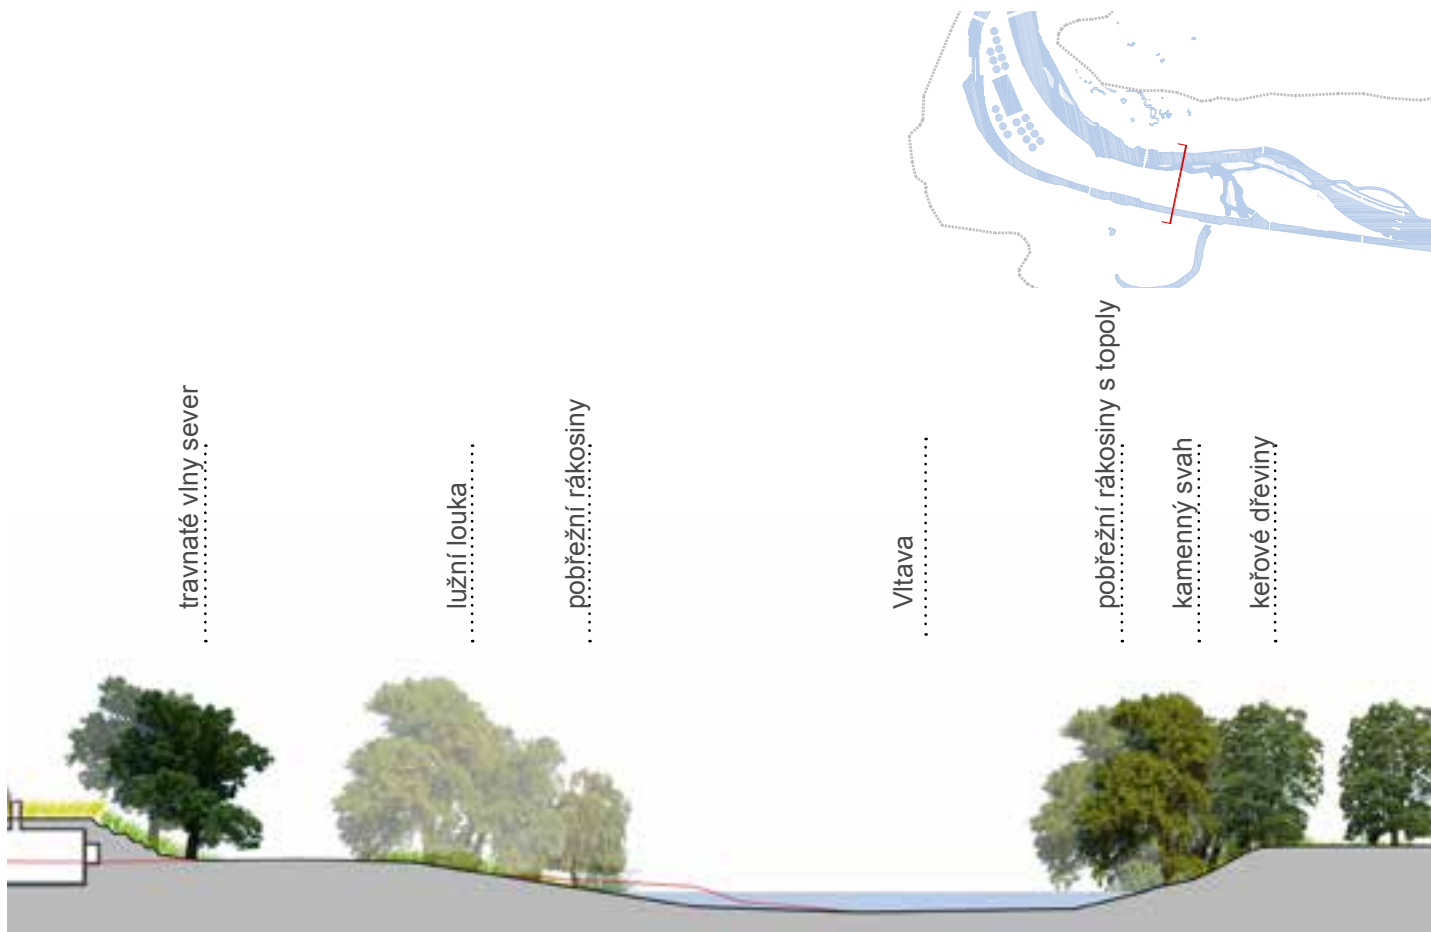 travnaté vlny sever
lužní louka
pobřežní rákosiny
Vltava
pobřežní rákosiny s topoly
kamenný svah
keřové dřeviny